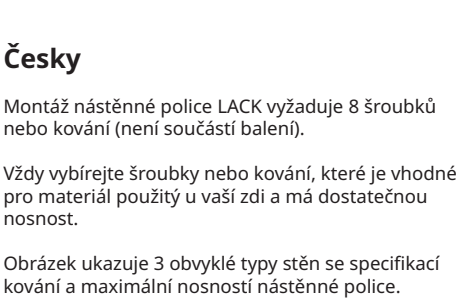 Česky
Montáž nástěnné police LACK vyžaduje 8 šroubků
nebo kování (není součástí balení).
Vždy vybírejte šroubky nebo kování, které je vhodné
pro materiál použitý u vaší zdi a má dostatečnou
nosnost.
Obrázek ukazuje 3 obvyklé typy stěn se specifikací
kování a maximální nosností nástěnné police.